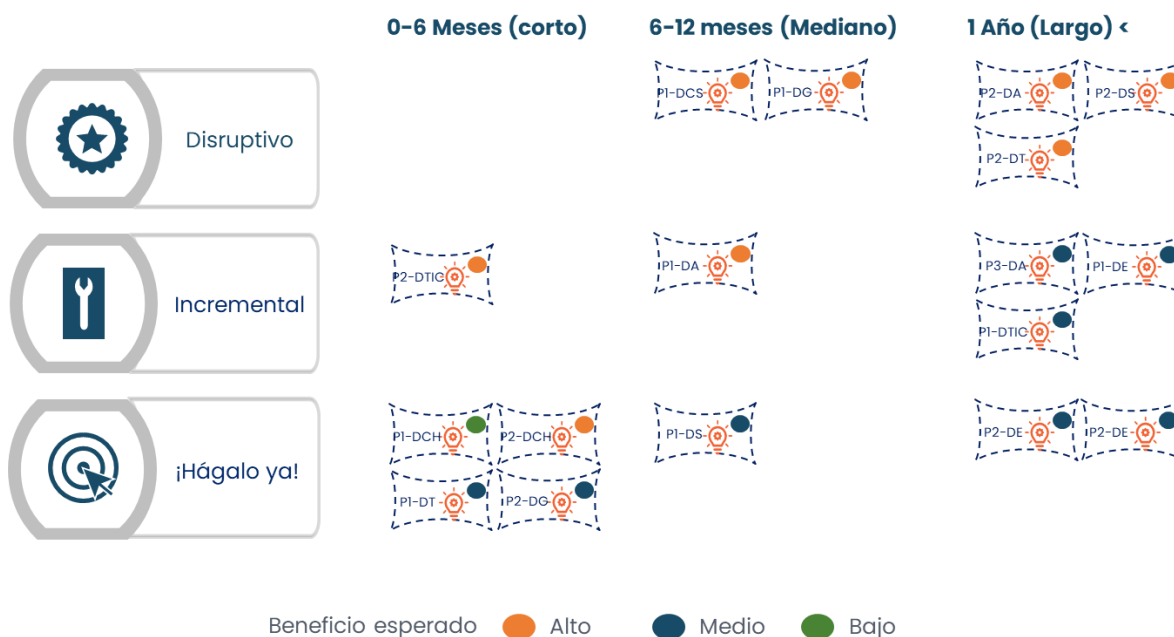 0-6 Meses (corto) 6-12 meses (Mediano) 1 Año (Largo) <
Disruptivo
P1-DCS P1-DG P2-DA P2-DS
P2-DT
Incremental
P2-DTIC P1-DA P3-DA P1-DE
P1-DTIC
¡Hágalo ya!
P1-DCH P2-DCH P1-DS P2-DE P2-DE
P1-DT P2-DG
Beneficio esperado Alto Medio Bajo